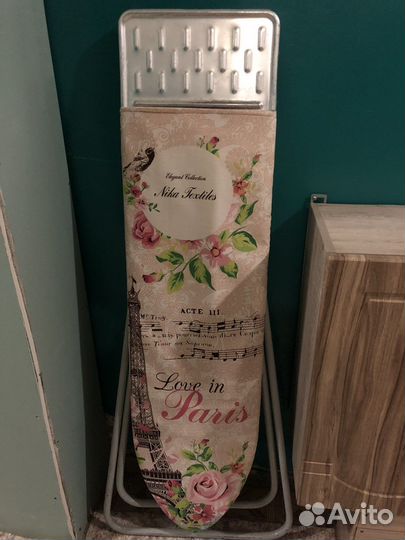 Elegant Collection
Nika Textiles
ACTE III.
Love in
Paris
Avito